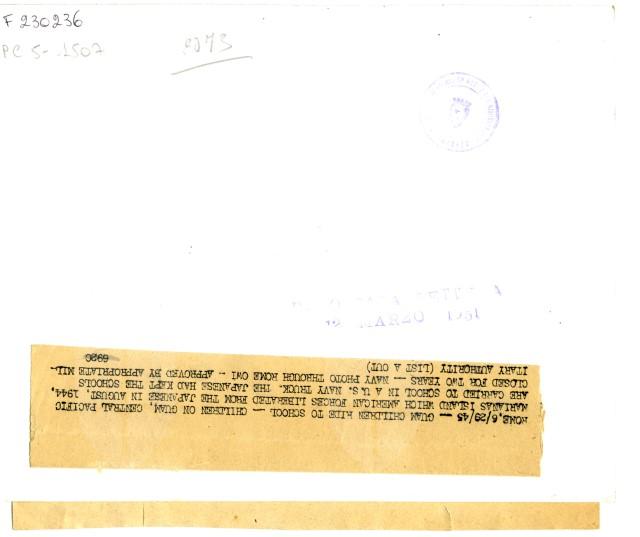 F 230236
PC 5- 1507
MARZO 1951
ROME, 6/29/45 -- GUAM CHILDREN RIDE TO SCHOOL -- CHILDREN ON GUAM, CENTRAL PACIFIC
MARIANAS ISLAND WHICH AMERICAN FORCES LIBERATED FROM THE JAPANESE IN AUGUST, 1944,
ARE CARRIED TO SCHOOL IN A U. S. NAVY TRUCK. THE JAPANESE HAD KEPT THE SCHOOLS
CLOSED FOR TWO YEARS -- NAVY PHOTO THROUGH ROME OWI -- APPROVED BY APPROPRIATE MIL-
ITARY AUTHORITY (LIST A OUT)
692C